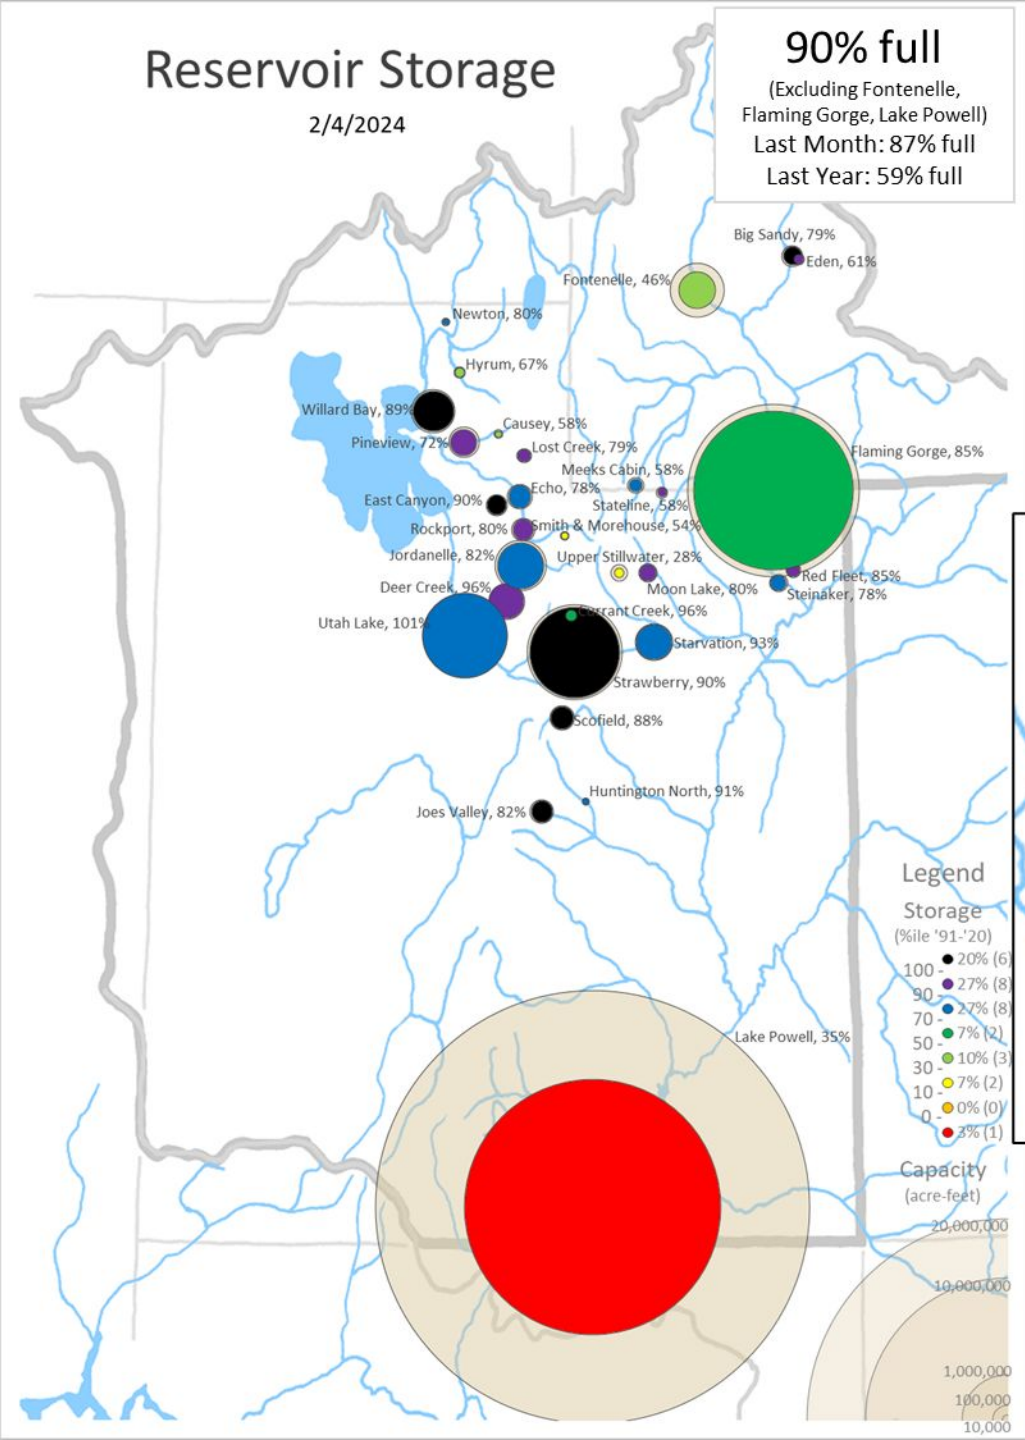 Reservoir Storage
2/4/2024
90% full
(Excluding Fontenelle,
Flaming Gorge, Lake Powell)
Last Month: 87% full
Last Year: 59% full
Big Sandy, 79%
Eden, 61%
Fontenelle, 46%
Newton, 80%
Hyrum, 67%
Willard Bay, 89%
Causey, 58%
Pineview, 72%
Lost Creek, 79%
Flaming Gorge, 85%
Meeks Cabin, 58%
Echo, 78%
East Canyon, 90%
Stateline, 58%
Rockport, 80%
Smith & Morehouse, 54%
Jordanelle, 82%
Upper Stillwater, 28%
Red Fleet, 85%
Deer Creek, 96%
Moon Lake, 80%
Steinaker, 78%
Currant Creek, 96%
Utah Lake, 101%
Starvation, 93%
Strawberry, 90%
Scofield, 88%
Huntington North, 91%
Joes Valley, 82%
Lake Powell, 35%
Legend
Storage
(%ile '91-'20)
20% (6)
100 -
27% (8)
90 -
27% (8)
70 -
7% (2)
50 -
10% (3)
30 -
7% (2)
10 -
0% (0)
0 -
3% (1)
Capacity
(acre-feet)
20,000,000
10,000,000
1,000,000
100,000
10,000